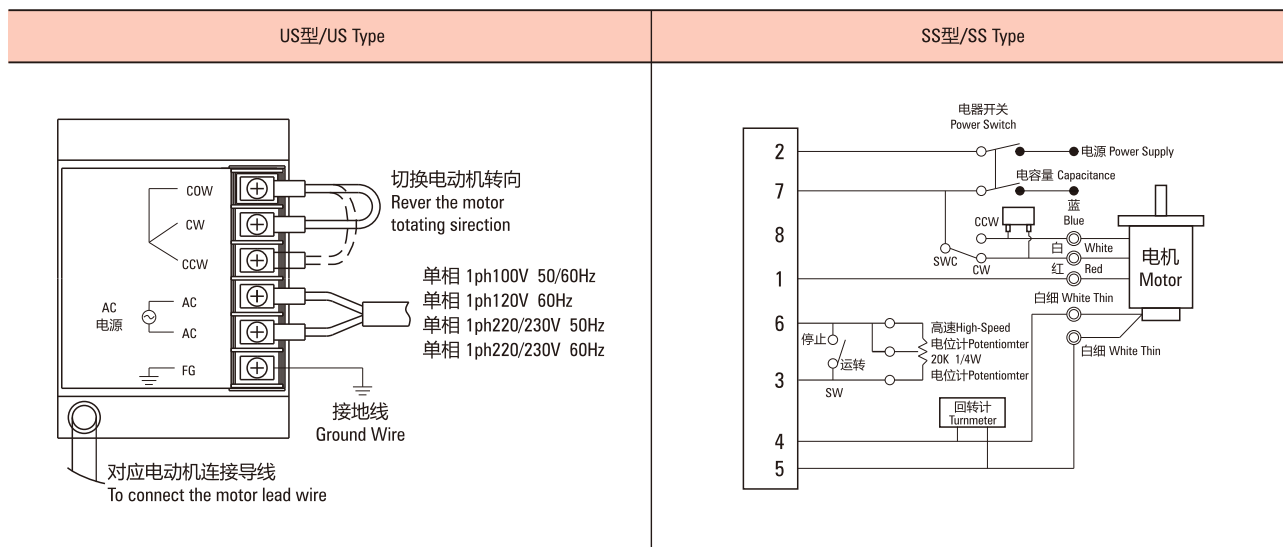 US型/US Type
COW
CW
CCW
AC
电源
AC
AC
FG
切换电动机转向
Rever the motor
totating sirection
单相 1ph100V 50/60Hz
单相 1ph120V 60Hz
单相 1ph220/230V 50Hz
单相 1ph220/230V 60Hz
接地线
Ground Wire
对应电动机连接导线
To connect the motor lead wire
SS型/SS Type
电器开关
Power Switch
2
电源 Power Supply
7
电容量 Capacitance
蓝
Blue
8
CCW
白 White
SWC
CW
1
红 Red
电机
Motor
白细 White Thin
6
停止
高速High-Speed
电位计Potentiomter
20K 1/4W
电位计Potentiomter
运转
白细 White Thin
3
SW
回转计
Turnmeter
4
5